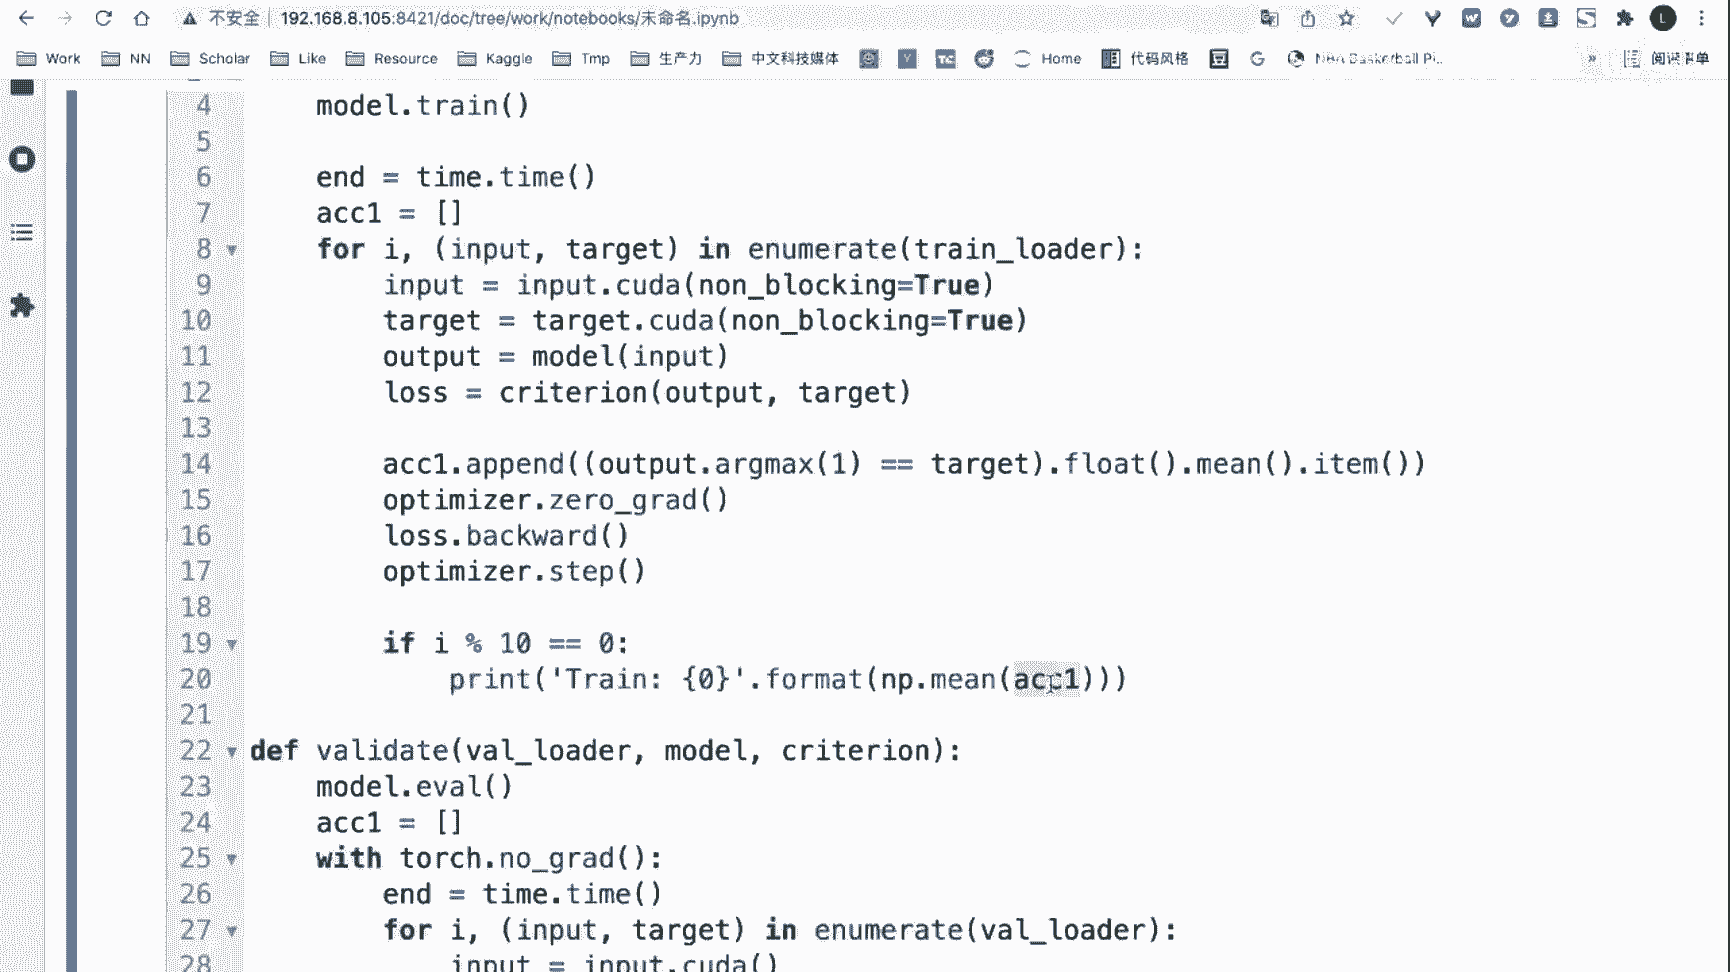 不安全 192.168.8.105:8421/doc/tree/work/notebooks/未命名.ipynb
Work NN Scholar Like Resource Kaggle Tmp 生产力 中文科技媒体 Y TC Home 代码风格 豆 G NBA Basketball Pi... »
4 model.train()
5
6 end = time.time()
7 acc1 = []
8 for i, (input, target) in enumerate(train_loader):
9 input = input.cuda(non_blocking=True)
10 target = target.cuda(non_blocking=True)
11 output = model(input)
12 loss = criterion(output, target)
13
14 acc1.append((output.argmax(1) == target).float().mean().item())
15 optimizer.zero_grad()
16 loss.backward()
17 optimizer.step()
18
19 if i % 10 == 0:
20 print('Train: {0}'.format(np.mean(acc1)))
21
22 def validate(val_loader, model, criterion):
23 model.eval()
24 acc1 = []
25 with torch.no_grad():
26 end = time.time()
27 for i, (input, target) in enumerate(val_loader):
28 input = input.cuda()